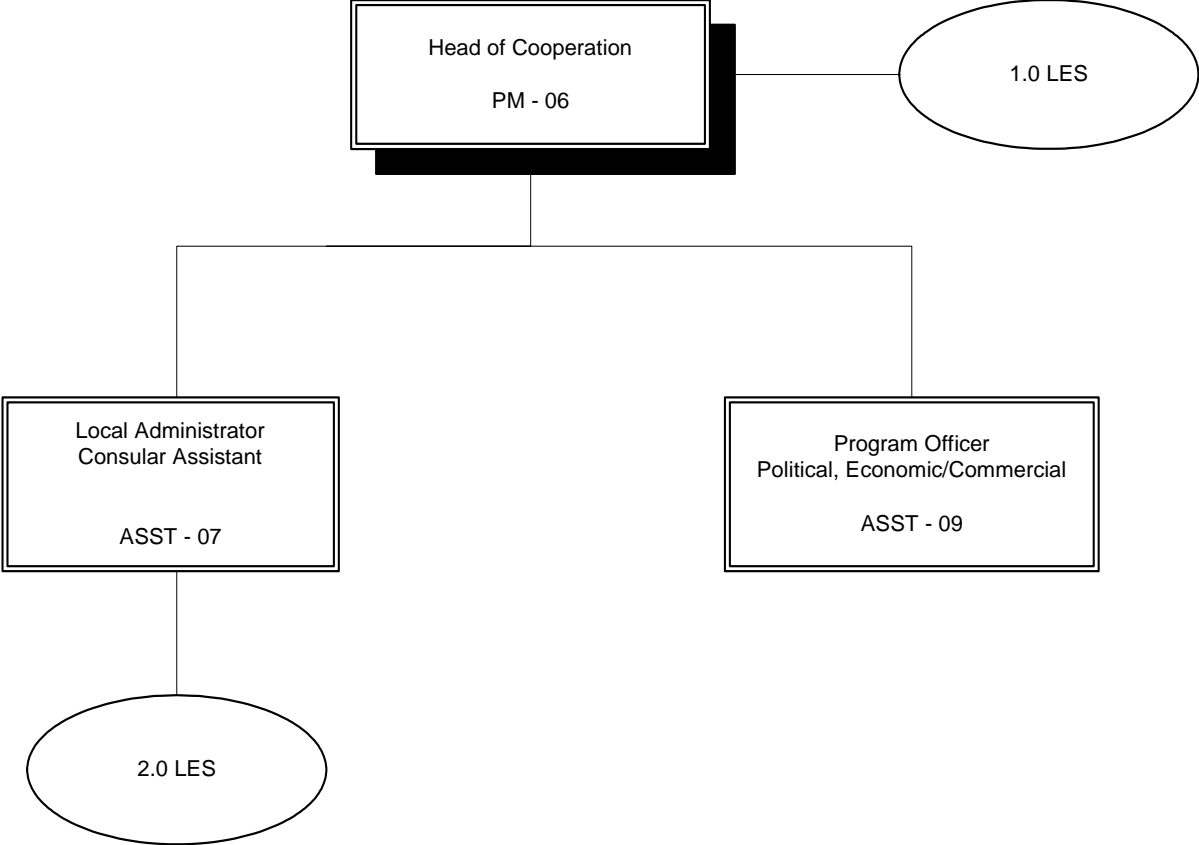 Head of Cooperation
PM - 06
1.0 LES
Local Administrator
Consular Assistant
ASST - 07
Program Officer
Political, Economic/Commercial
ASST - 09
2.0 LES